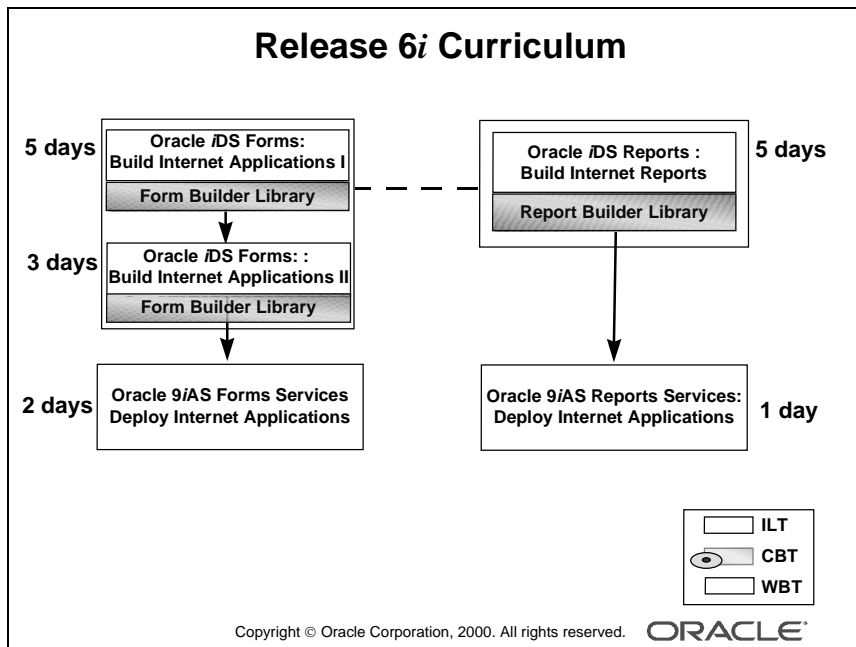 Release 6i Curriculum
5 days
Oracle iDS Forms:
Build Internet Applications I
Form Builder Library
3 days
Oracle iDS Forms: :
Build Internet Applications II
Form Builder Library
2 days
Oracle 9iAS Forms Services
Deploy Internet Applications
Oracle iDS Reports :
Build Internet Reports
Report Builder Library
5 days
Oracle 9iAS Reports Services:
Deploy Internet Applications
1 day
ILT
CBT
WBT
Copyright © Oracle Corporation, 2000. All rights reserved.
ORACLE®